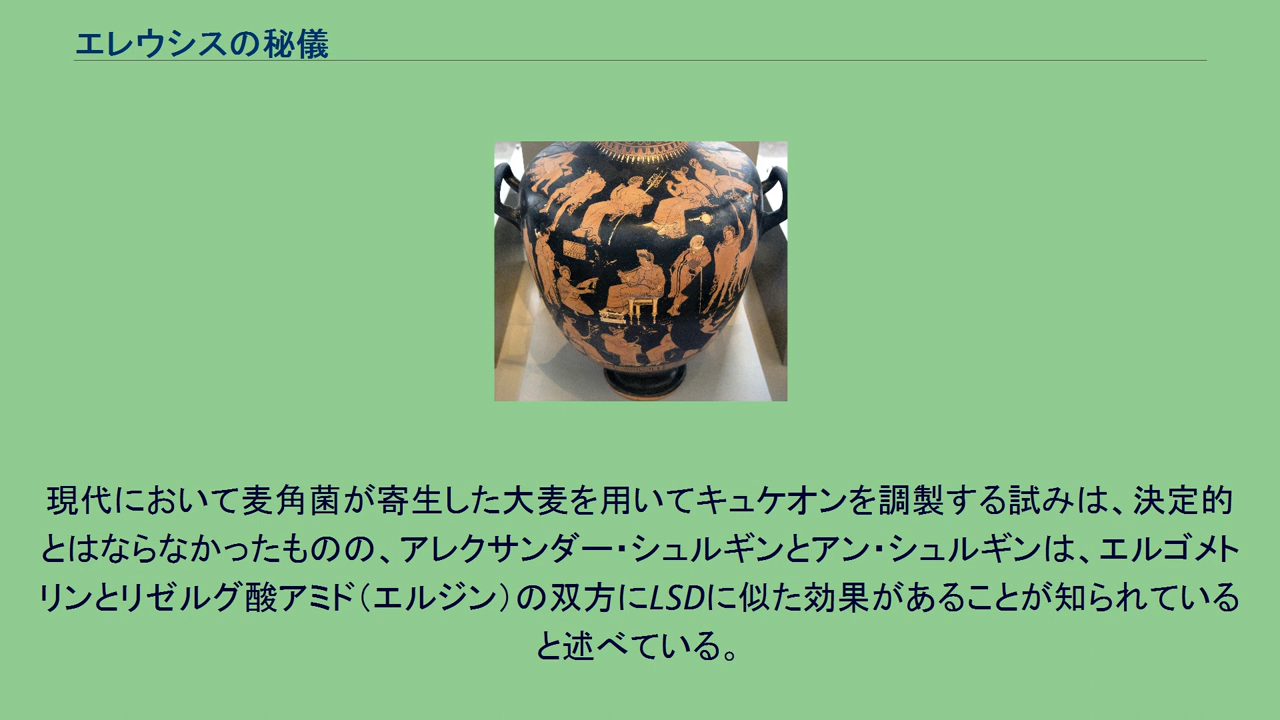 エレウシスの秘儀
現代において麦角菌が寄生した大麦を用いてキュケオンを調製する試みは、決定的
とはならなかったものの、アレクサンダー・シュルギンとアン・シュルギンは、エルゴメト
リンとリゼルグ酸アミド(エルジン)の双方にLSDに似た効果があることが知られている
と述べている。